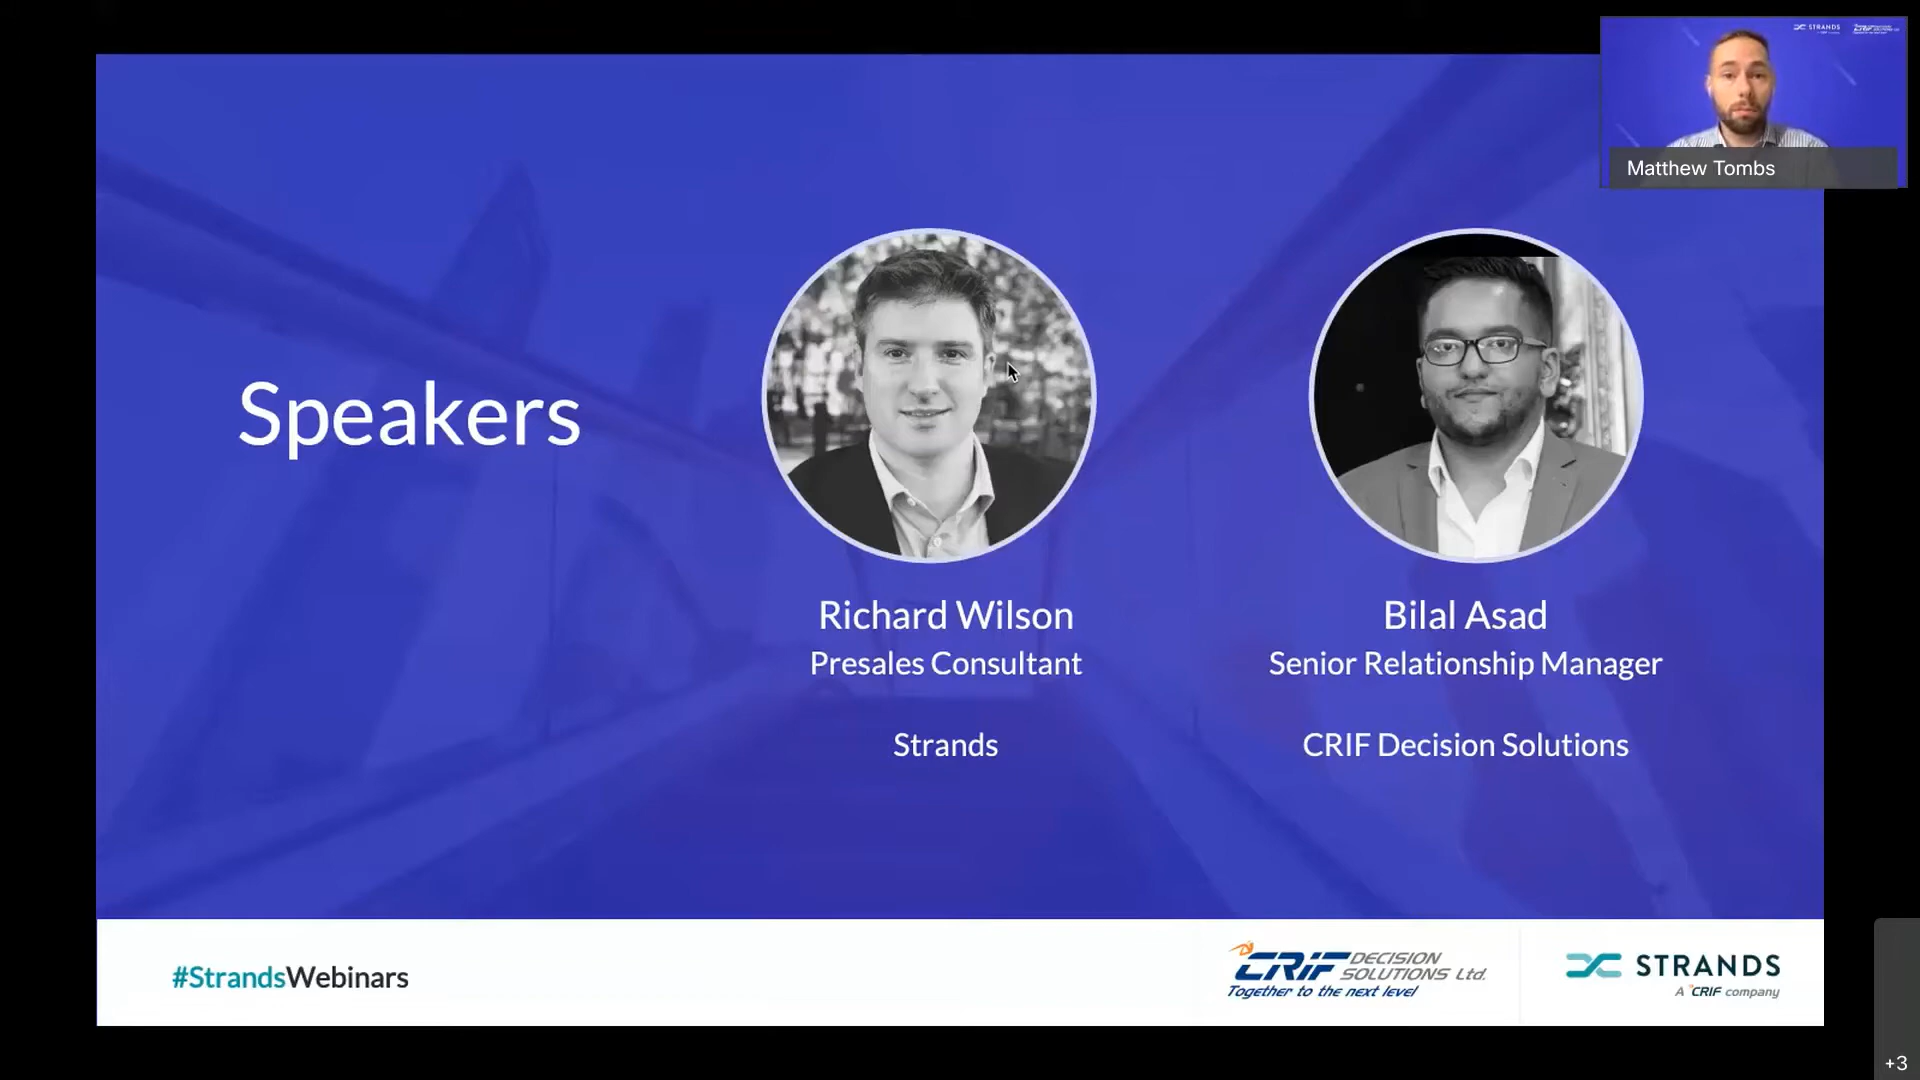 STRANDS
Matthew Tombs
Speakers
Richard Wilson
Presales Consultant
Strands
Bilal Asad
Senior Relationship Manager
CRIF Decision Solutions
#StrandsWebinars
CRIF DECISION SOLUTIONS Ltd.
Together to the next level
STRANDS
A CRIF company
+3